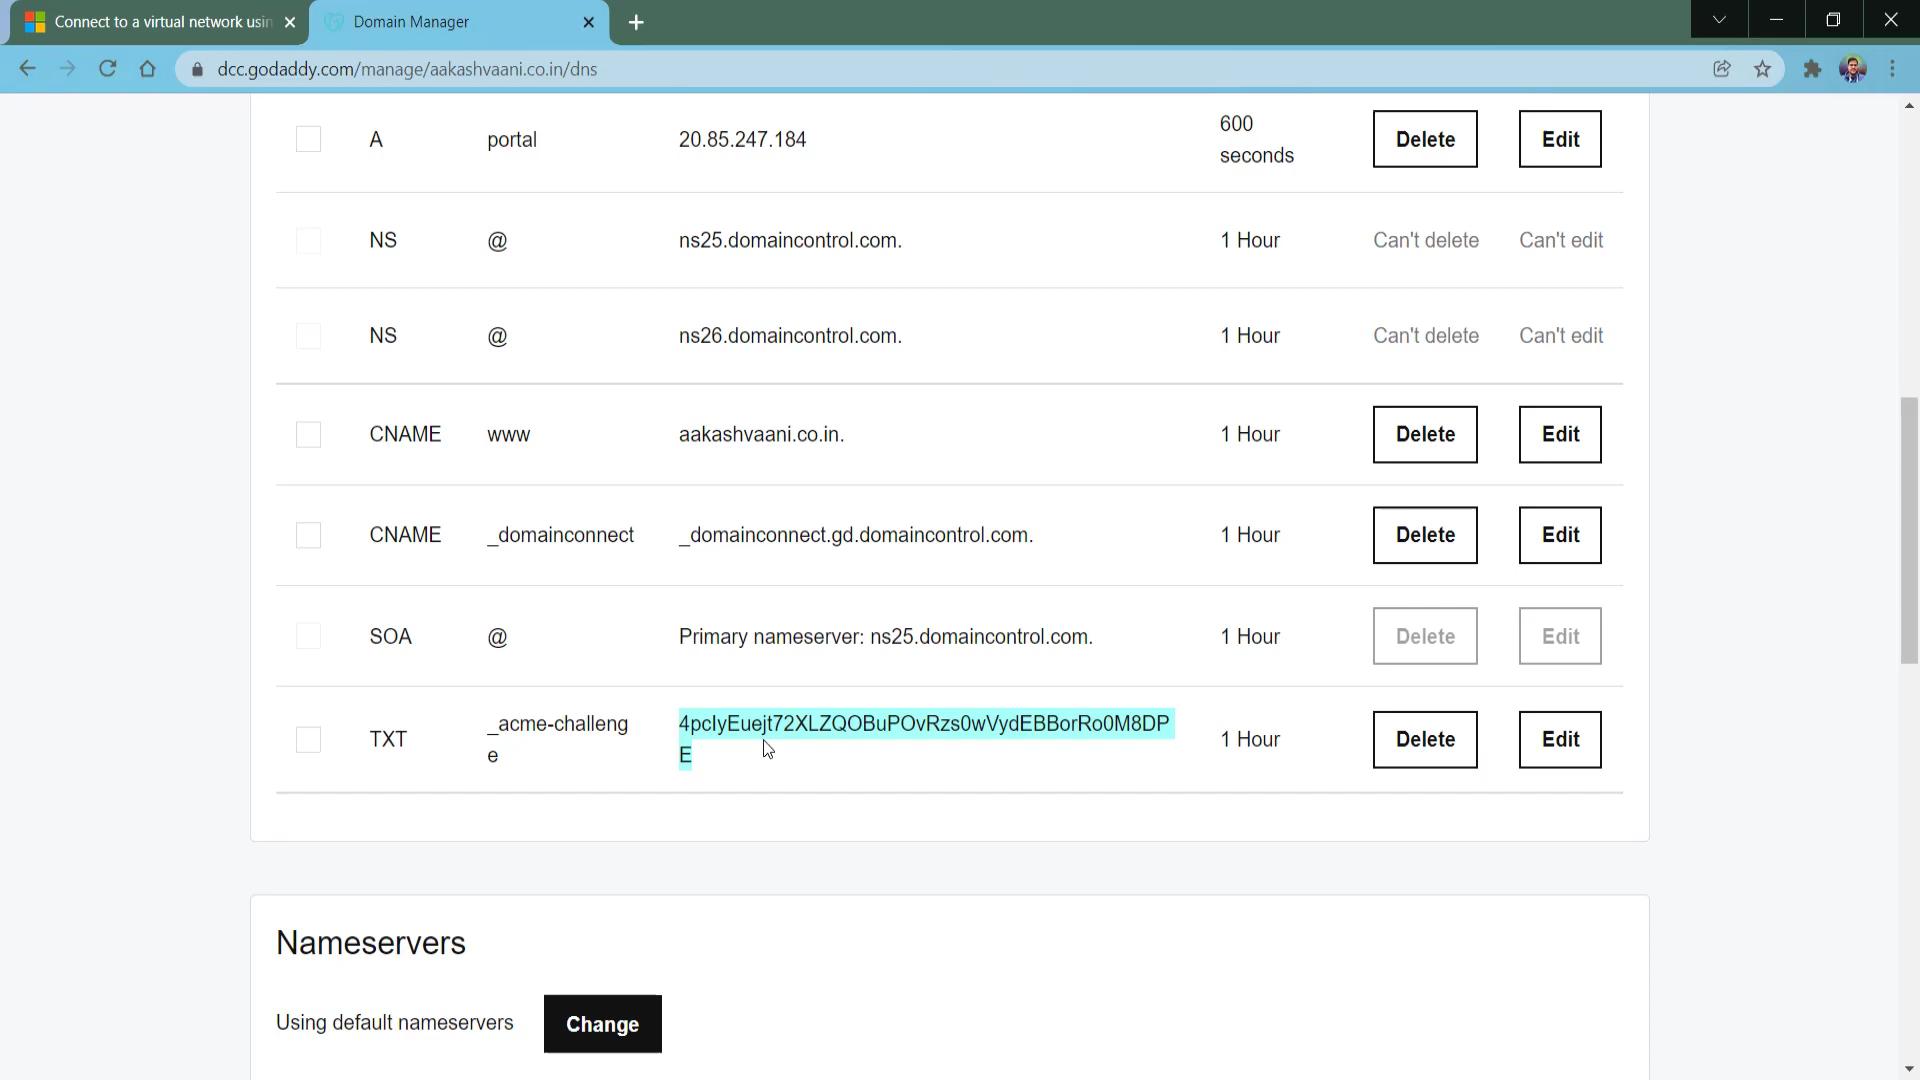 Connect to a virtual network usin
Domain Manager
dcc.godaddy.com/manage/aakashvaani.co.in/dns
A portal 20.85.247.184 600 seconds Delete Edit
NS @ ns25.domaincontrol.com. 1 Hour Can't delete Can't edit
NS @ ns26.domaincontrol.com. 1 Hour Can't delete Can't edit
CNAME www aakashvaani.co.in. 1 Hour Delete Edit
CNAME _domainconnect _domainconnect.gd.domaincontrol.com. 1 Hour Delete Edit
SOA @ Primary nameserver: ns25.domaincontrol.com. 1 Hour Delete Edit
TXT _acme-challeng
e
4pclyEuejt72XLZQOBuPOvRzs0wVydEBBorRo0M8DP
E
1 Hour Delete Edit
Nameservers
Using default nameservers Change